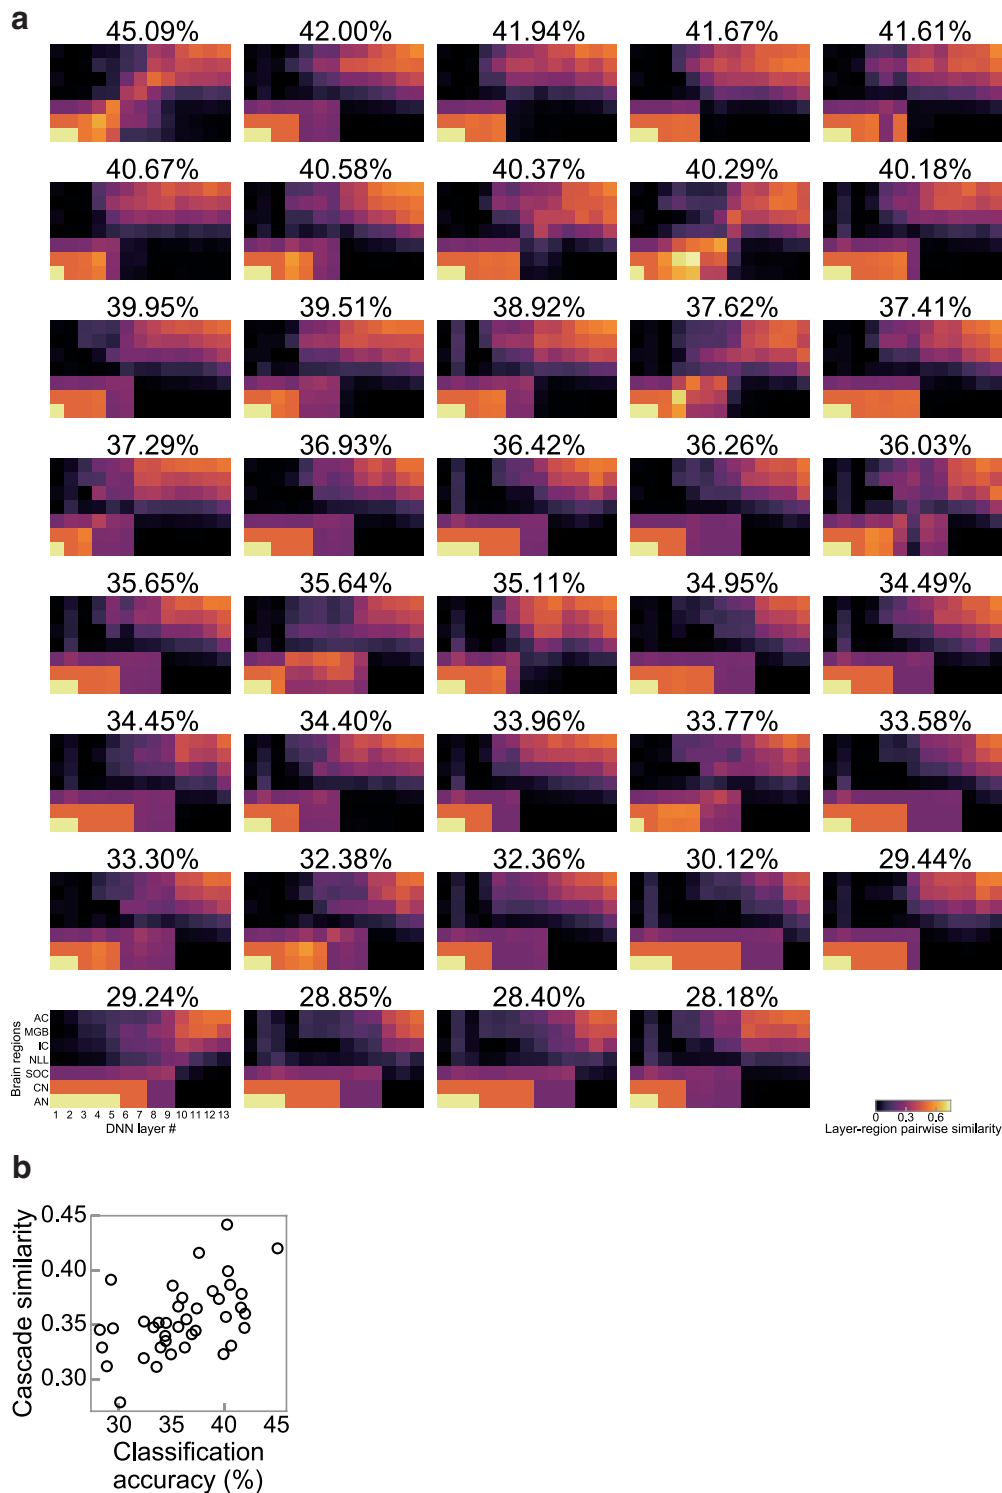 a
45.09% 42.00% 41.94% 41.67% 41.61%
40.67% 40.58% 40.37% 40.29% 40.18%
39.95% 39.51% 38.92% 37.62% 37.41%
37.29% 36.93% 36.42% 36.26% 36.03%
35.65% 35.64% 35.11% 34.95% 34.49%
34.45% 34.40% 33.96% 33.77% 33.58%
33.30% 32.38% 32.36% 30.12% 29.44%
29.24% 28.85% 28.40% 28.18%
Brain regions
AC
MGB
IC
NLL
SOC
CN
AN
1 2 3 4 5 6 7 8 9 10 11 12 13
DNN layer #
0 0.3 0.6
Layer-region pairwise similarity
b
Cascade similarity
0.45
0.40
0.35
0.30
30 35 40 45
Classification
accuracy (%)